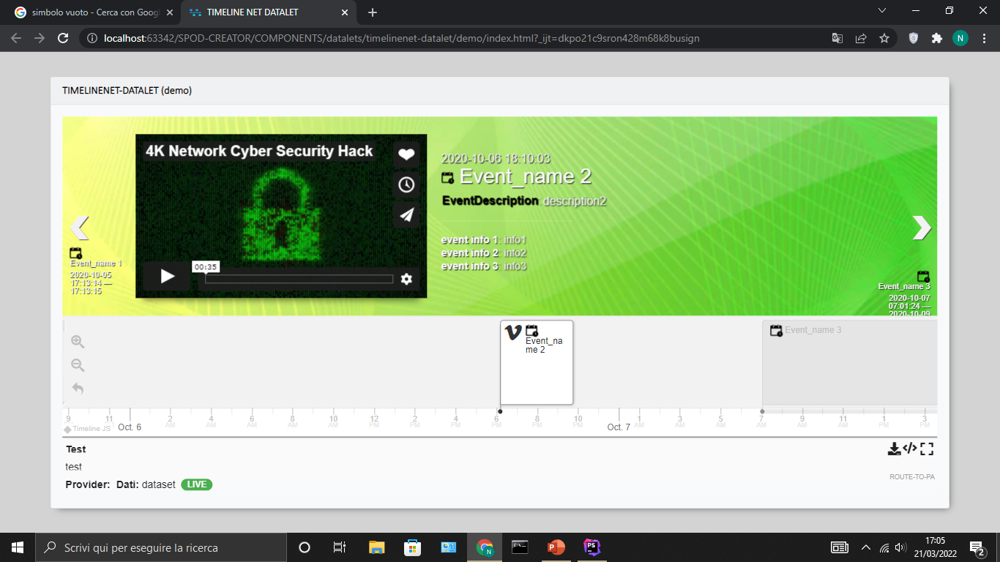 simbolo vuoto - Cerca con Goog
TIMELINE NET DATALET
localhost:63342/SPOD-CREATOR/COMPONENTS/datalets/timelinenet-datalet/demo/index.html?_ijt=dkpo21c9sron428m68k8busign
N
TIMELINENET-DATALET (demo)
4K Network Cyber Security Hack
00:35
2020-10-06 18:10:03
Event_name 2
EventDescription: description2
event info 1: info1
event info 2: info2
event info 3: info3
Event_name 1
2020-10-05
17:13:14 —
17:13:15
Event_name 3
2020-10-07
07:01:24 —
2020-10-09
Event_na
me 2
Event_name 3
9 11 2 4 6 8 10 12 2 4 6 8 10 1 3 5 7 9 11 1 3
AM AM AM AM AM PM PM PM PM PM PM AM AM AM AM AM AM PM PM
Timeline JS Oct. 6 Oct. 7
Test
test
Provider: Dati: dataset LIVE
ROUTE-TO-PA
Scrivi qui per eseguire la ricerca
17:05
21/03/2022
2